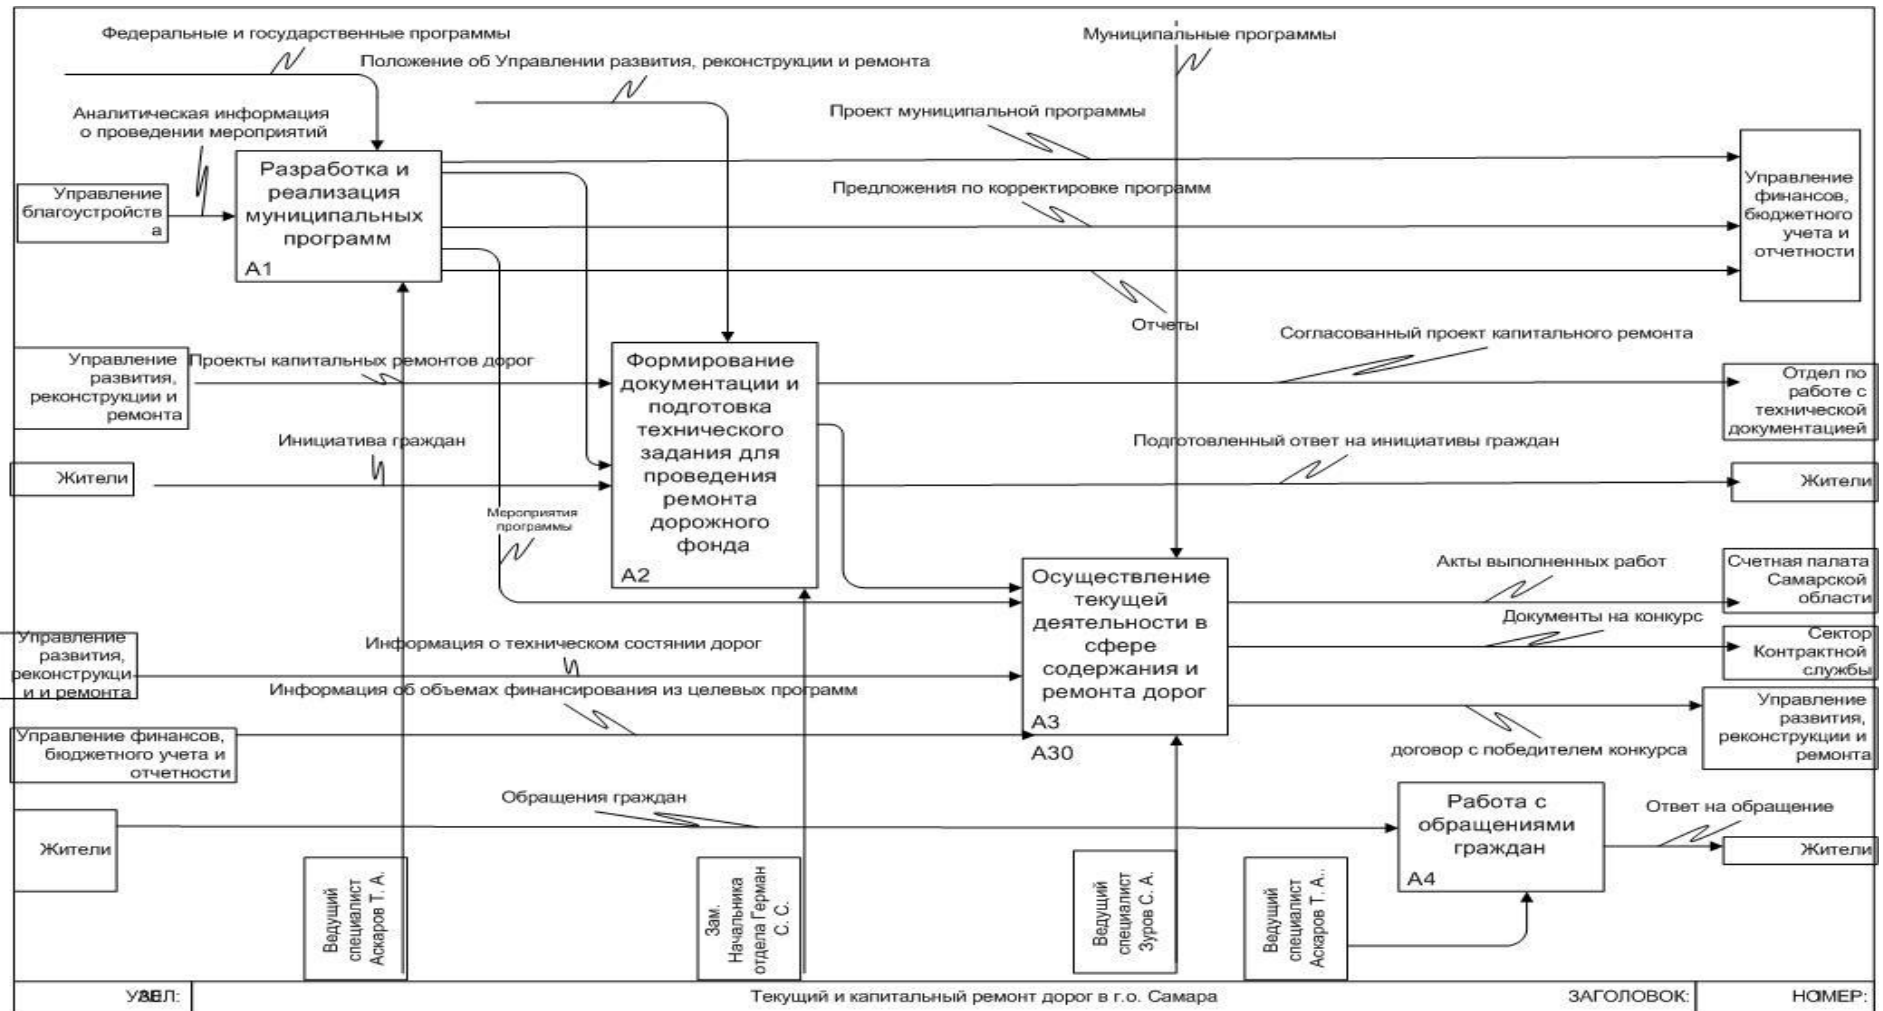 Федеральные и государственные программы
Муниципальные программы
Положение об Управлении развития, реконструкции и ремонта
Аналитическая информация
о проведении мероприятий
Проект муниципальной программы
Разработка и
реализация
муниципальных
программ
А1
Управление
благоустройств
а
Предложения по корректировке программ
Управление
финансов,
бюджетного
учета и
отчетности
Отчеты
Согласованный проект капитального ремонта
Управление
развития,
реконструкции и
ремонта
Проекты капитальных ремонтов дорог
Формирование
документации и
подготовка
технического
задания для
проведения
ремонта
дорожного
фонда
А2
Отдел по
работе с
технической
документацией
Инициатива граждан
Подготовленный ответ на инициативы граждан
Жители
Жители
Мероприятия
программы
Осуществление
текущей
деятельности в
сфере
содержания и
ремонта дорог
А3
А30
Акты выполненных работ
Счетная палата
Самарской
области
Документы на конкурс
Сектор
Контрактной
службы
Управление
развития,
реконструкци
и и ремонта
Информация о техническом состянии дорог
Информация об объемах финансирования из целевых программ
Управление
развития,
реконструкции и
ремонта
Управление финансов,
бюджетного учета и
отчетности
договор с победителем конкурса
Обращения граждан
Работа с
обращениями
граждан
А4
Ответ на обращение
Жители
Жители
Ведущий
специалист
Аскаров Т. А.
Зам.
Начальника
отдела Герман
С. С.
Ведущий
специалист
Зуров С. А.
Ведущий
специалист
Аскаров Т. А..
Текущий и капитальный ремонт дорог в г.о. Самара
ЗАГОЛОВОК:
НОМЕР: